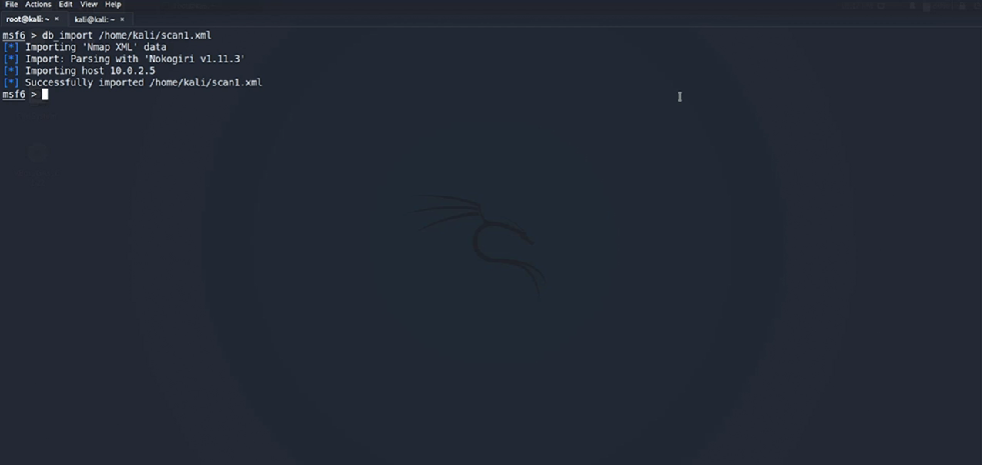 File Actions Edit View Help
root@kali: ~ × kali@kali: ~ ×
msf6 > db_import /home/kali/scan1.xml
[*] Importing 'Nmap XML' data
[*] Import: Parsing with 'Nokogiri v1.11.3'
[*] Importing host 10.0.2.5
[*] Successfully imported /home/kali/scan1.xml
msf6 >